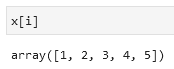 x[i]
array([1, 2, 3, 4, 5])